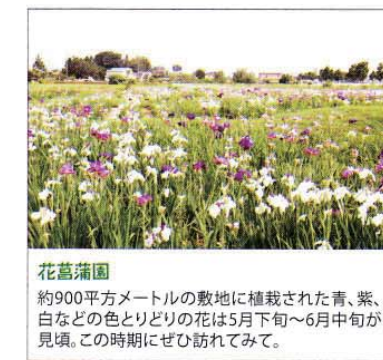 花菖蒲園
約900平方メートルの敷地に植栽された青、紫、
白などの色とりどりの花は5月下旬～6月中旬が
見頃。この時期にぜひ訪れてみて。